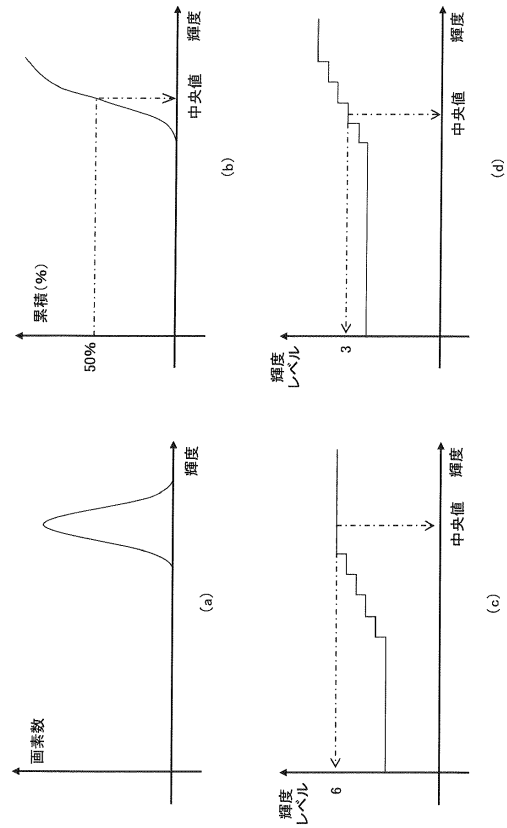 画素数
輝度
(a)
累積(%)
50%
中央値
輝度
(b)
輝度
レベル
6
中央値
輝度
(c)
輝度
レベル
3
中央値
輝度
(d)